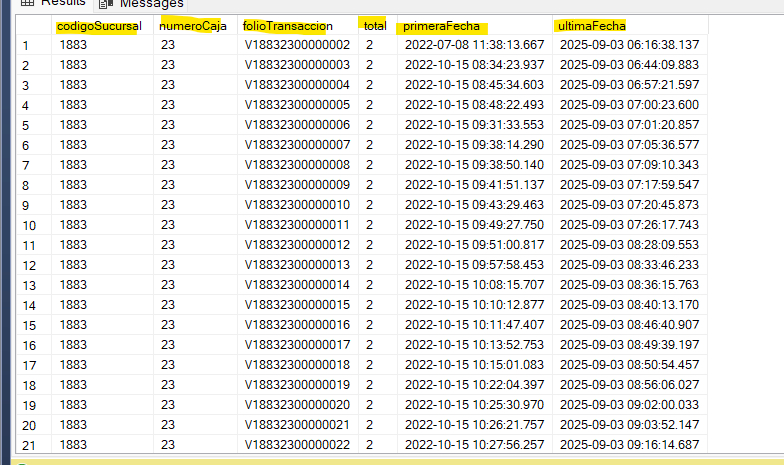 Results Messages
codigoSucursal numeroCaja folioTransaccion total primeraFecha ultimaFecha
1 1883 23 V18832300000002 2 2022-07-08 11:38:13.667 2025-09-03 06:16:38.137
2 1883 23 V18832300000003 2 2022-10-15 08:34:23.937 2025-09-03 06:44:09.883
3 1883 23 V18832300000004 2 2022-10-15 08:45:34.603 2025-09-03 06:57:21.597
4 1883 23 V18832300000005 2 2022-10-15 08:48:22.493 2025-09-03 07:00:23.600
5 1883 23 V18832300000006 2 2022-10-15 09:31:33.553 2025-09-03 07:01:20.857
6 1883 23 V18832300000007 2 2022-10-15 09:38:14.290 2025-09-03 07:05:36.577
7 1883 23 V18832300000008 2 2022-10-15 09:38:50.140 2025-09-03 07:09:10.343
8 1883 23 V18832300000009 2 2022-10-15 09:41:51.137 2025-09-03 07:17:59.547
9 1883 23 V18832300000010 2 2022-10-15 09:43:29.463 2025-09-03 07:20:45.873
10 1883 23 V18832300000011 2 2022-10-15 09:49:27.750 2025-09-03 07:26:17.743
11 1883 23 V18832300000012 2 2022-10-15 09:51:00.817 2025-09-03 08:28:09.553
12 1883 23 V18832300000013 2 2022-10-15 09:57:58.453 2025-09-03 08:33:46.233
13 1883 23 V18832300000014 2 2022-10-15 10:08:15.707 2025-09-03 08:36:15.763
14 1883 23 V18832300000015 2 2022-10-15 10:10:12.877 2025-09-03 08:40:13.170
15 1883 23 V18832300000016 2 2022-10-15 10:11:47.407 2025-09-03 08:46:40.907
16 1883 23 V18832300000017 2 2022-10-15 10:13:52.753 2025-09-03 08:49:39.197
17 1883 23 V18832300000018 2 2022-10-15 10:15:01.083 2025-09-03 08:50:54.457
18 1883 23 V18832300000019 2 2022-10-15 10:22:04.397 2025-09-03 08:56:06.027
19 1883 23 V18832300000020 2 2022-10-15 10:25:30.970 2025-09-03 09:02:00.033
20 1883 23 V18832300000021 2 2022-10-15 10:26:21.757 2025-09-03 09:03:52.147
21 1883 23 V18832300000022 2 2022-10-15 10:27:56.257 2025-09-03 09:16:14.687